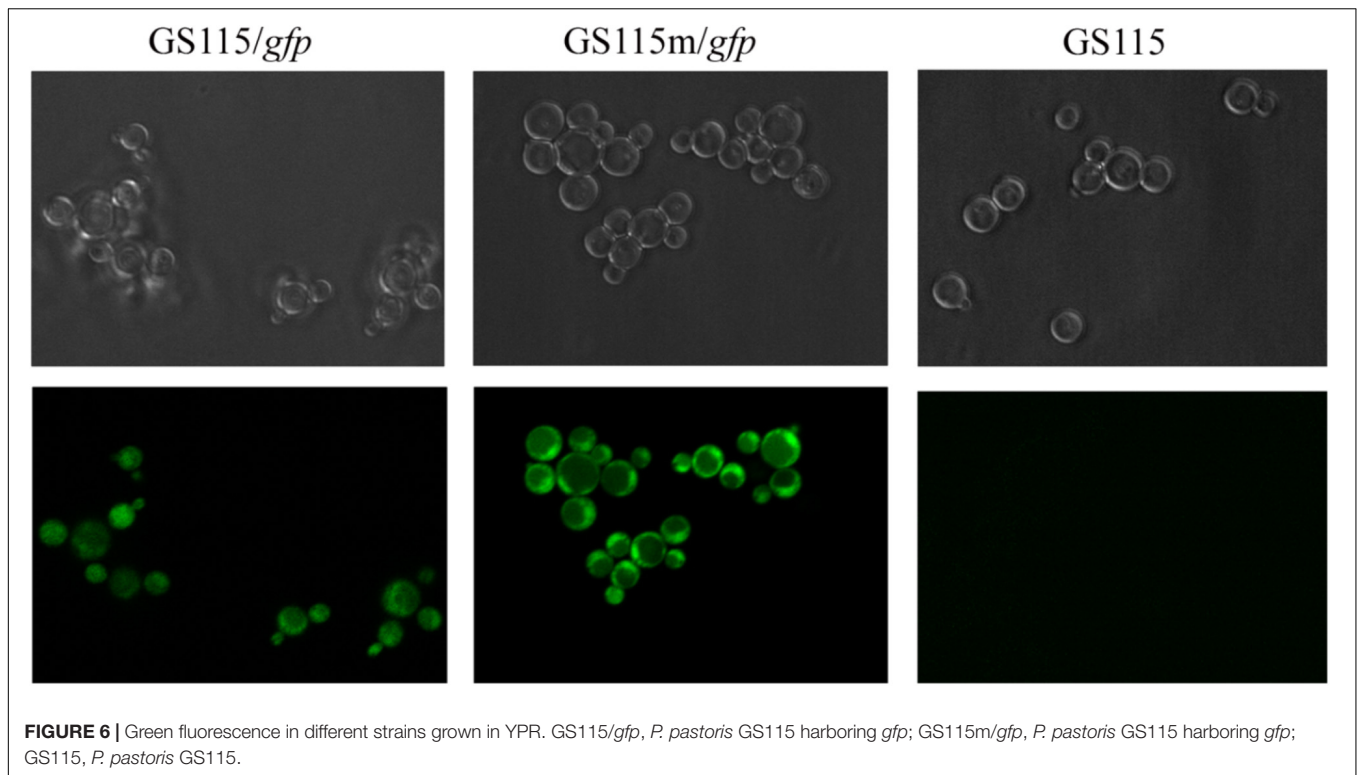 GS115/gfp GS115m/gfp GS115
FIGURE 6 | Green fluorescence in different strains grown in YPR. GS115/gfp, P. pastoris GS115 harboring gfp; GS115m/gfp, P. pastoris GS115 harboring gfp;
GS115, P. pastoris GS115.